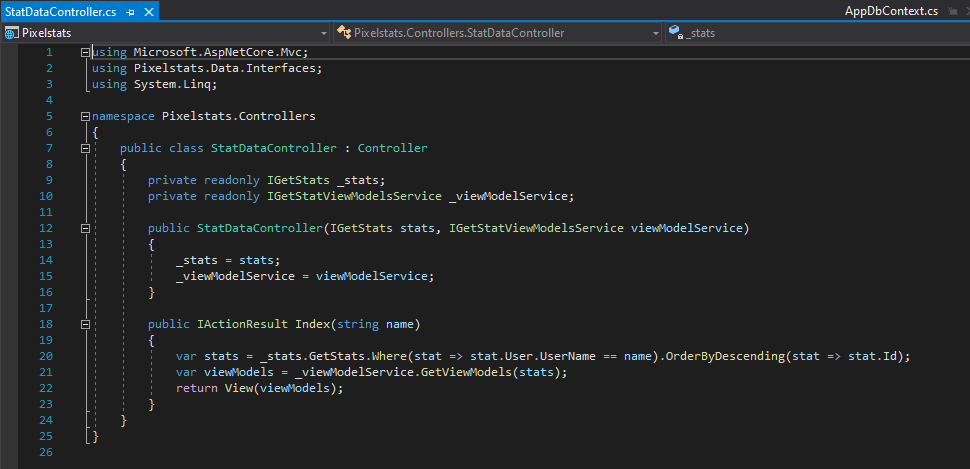 StatDataController.cs AppDbContext.cs
Pixelstats Pixelstats.Controllers.StatDataController _stats
1 using Microsoft.AspNetCore.Mvc;
2 using Pixelstats.Data.Interfaces;
3 using System.Linq;
4
5 namespace Pixelstats.Controllers
6 {
7 public class StatDataController : Controller
8 {
9 private readonly IGetStats _stats;
10 private readonly IGetStatViewModelsService _viewModelService;
11
12 public StatDataController(IGetStats stats, IGetStatViewModelsService viewModelService)
13 {
14 _stats = stats;
15 _viewModelService = viewModelService;
16 }
17
18 public IActionResult Index(string name)
19 {
20 var stats = _stats.GetStats.Where(stat => stat.User.UserName == name).OrderByDescending(stat => stat.Id);
21 var viewModels = _viewModelService.GetViewModels(stats);
22 return View(viewModels);
23 }
24 }
25 }
26